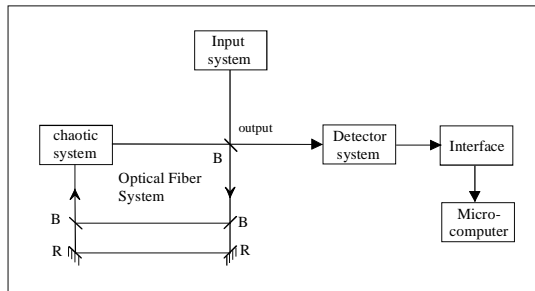 Input
system
output
chaotic
system
B
Detector
system
Interface
Optical Fiber
System
B
B
Micro-
computer
R
R